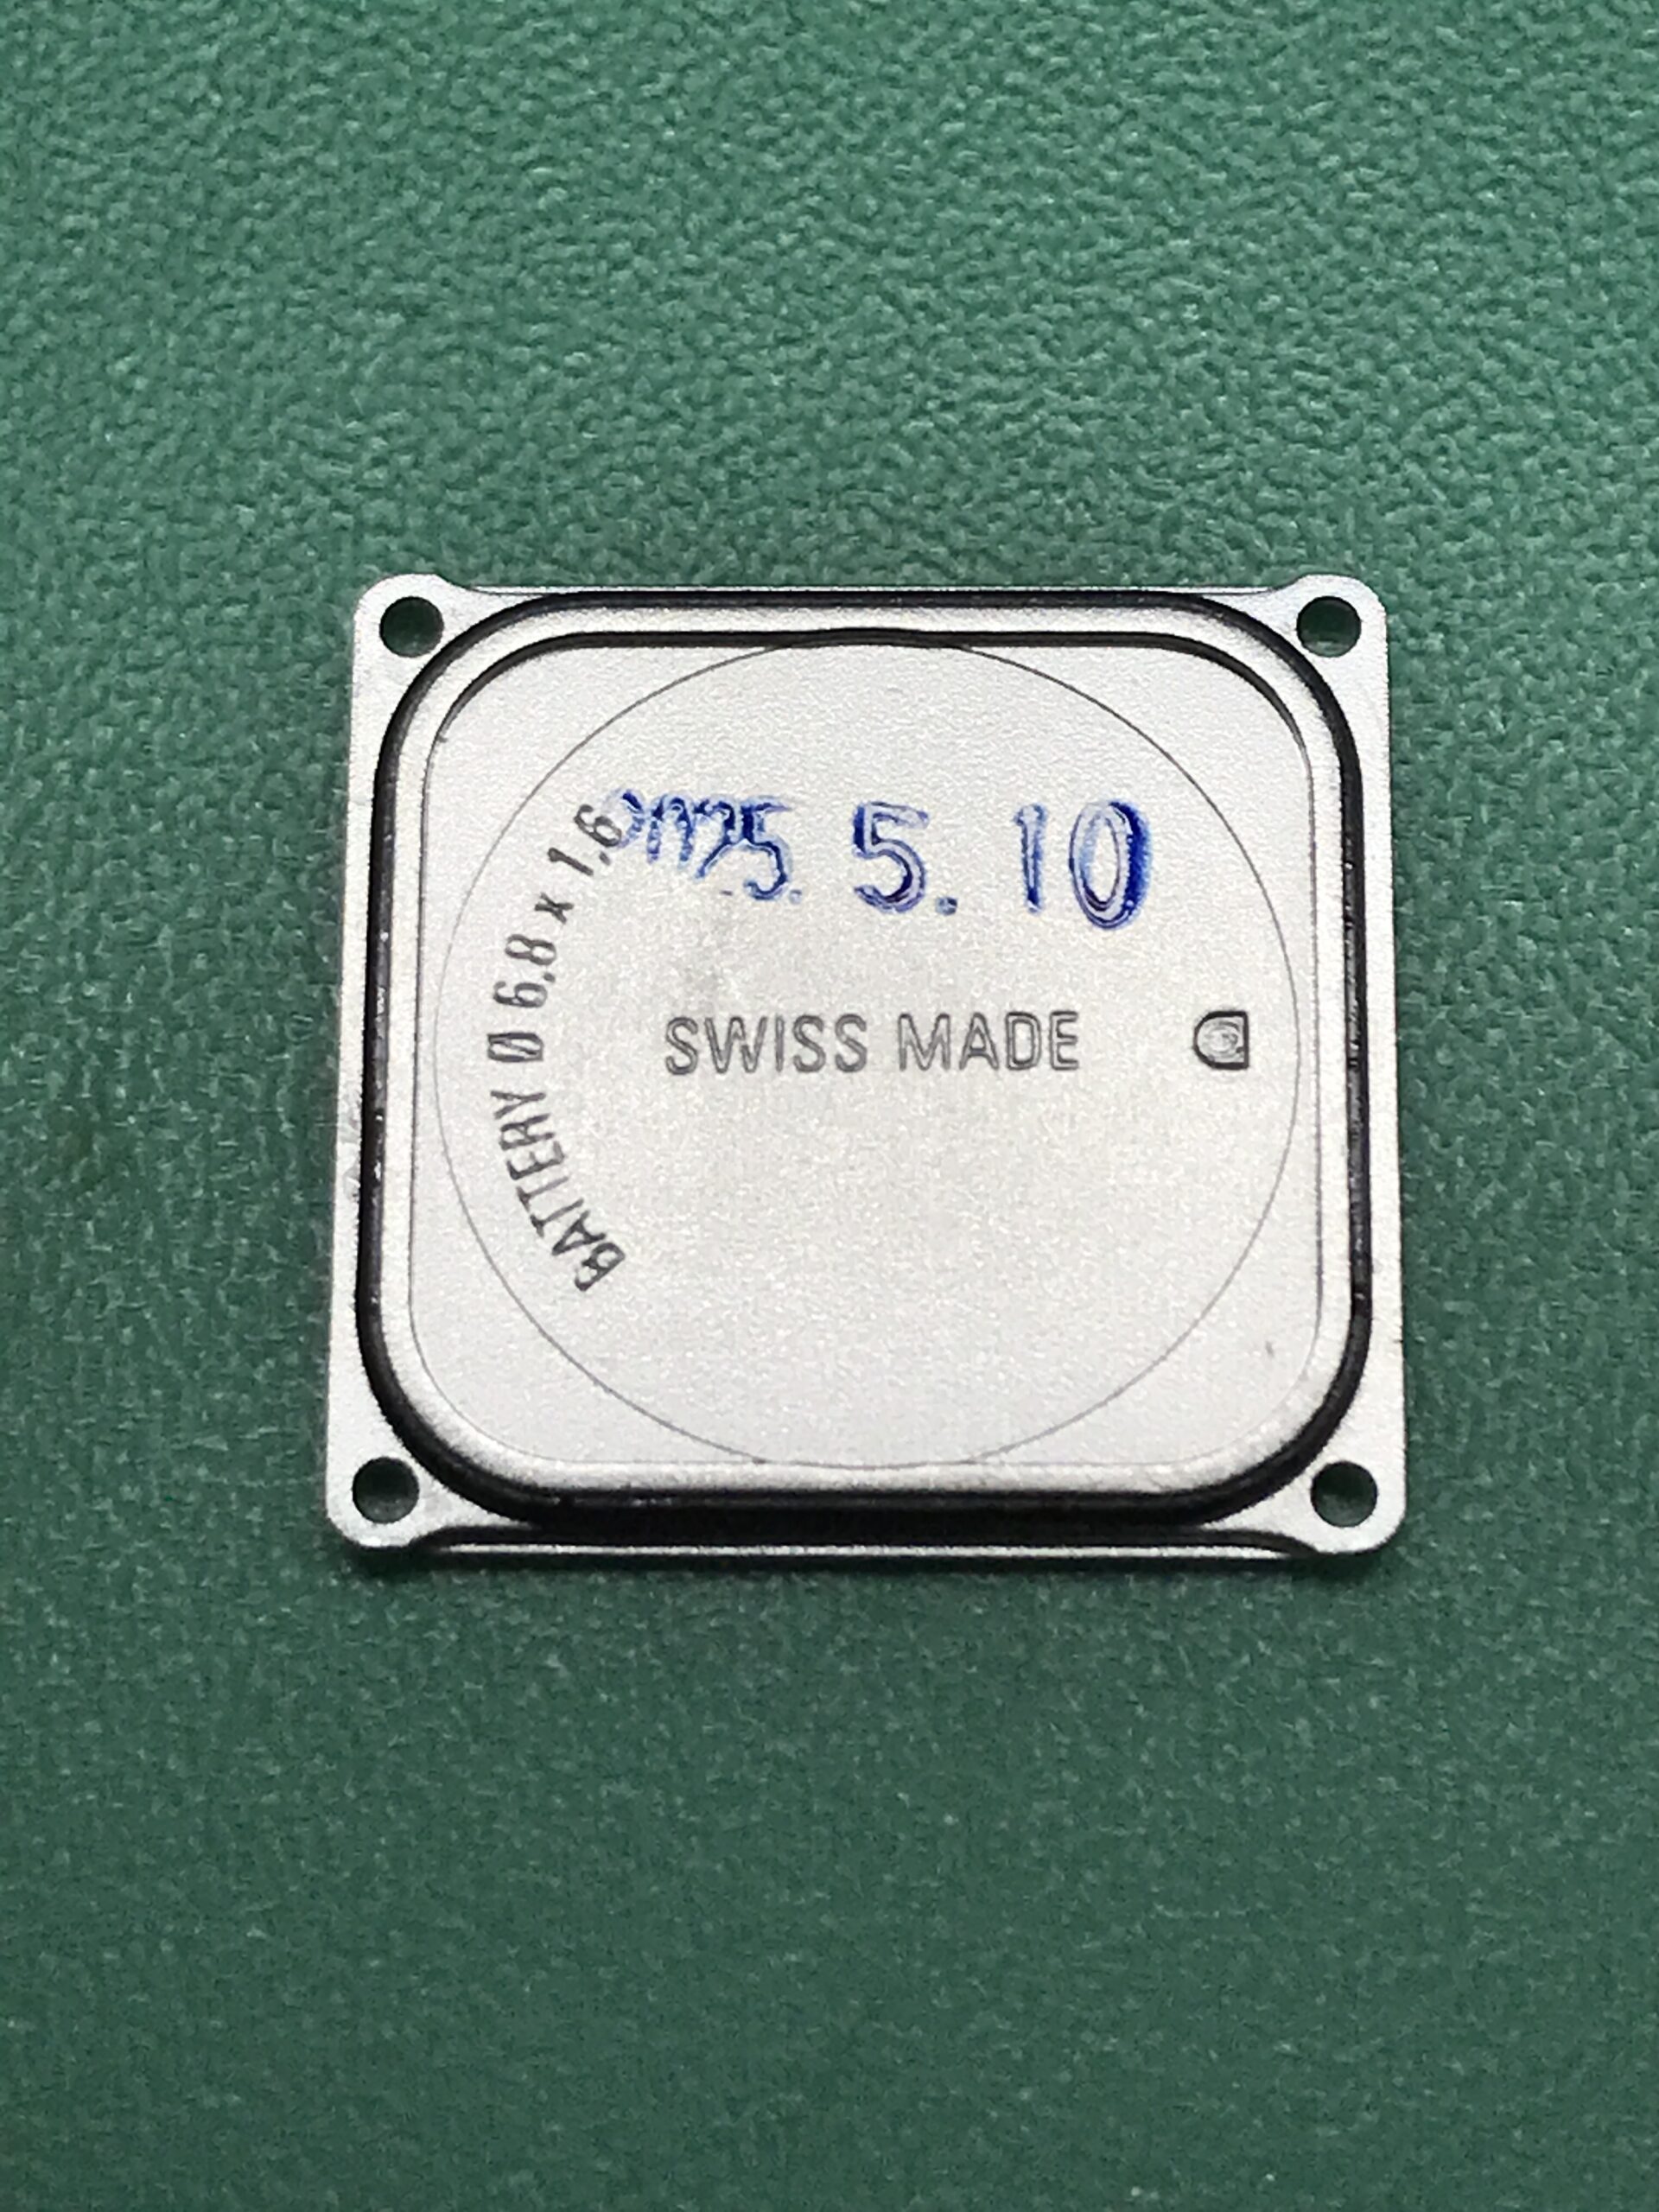 2025. 5. 10
BATTERY Ø 6.8 x 1.6
SWISS MADE
D